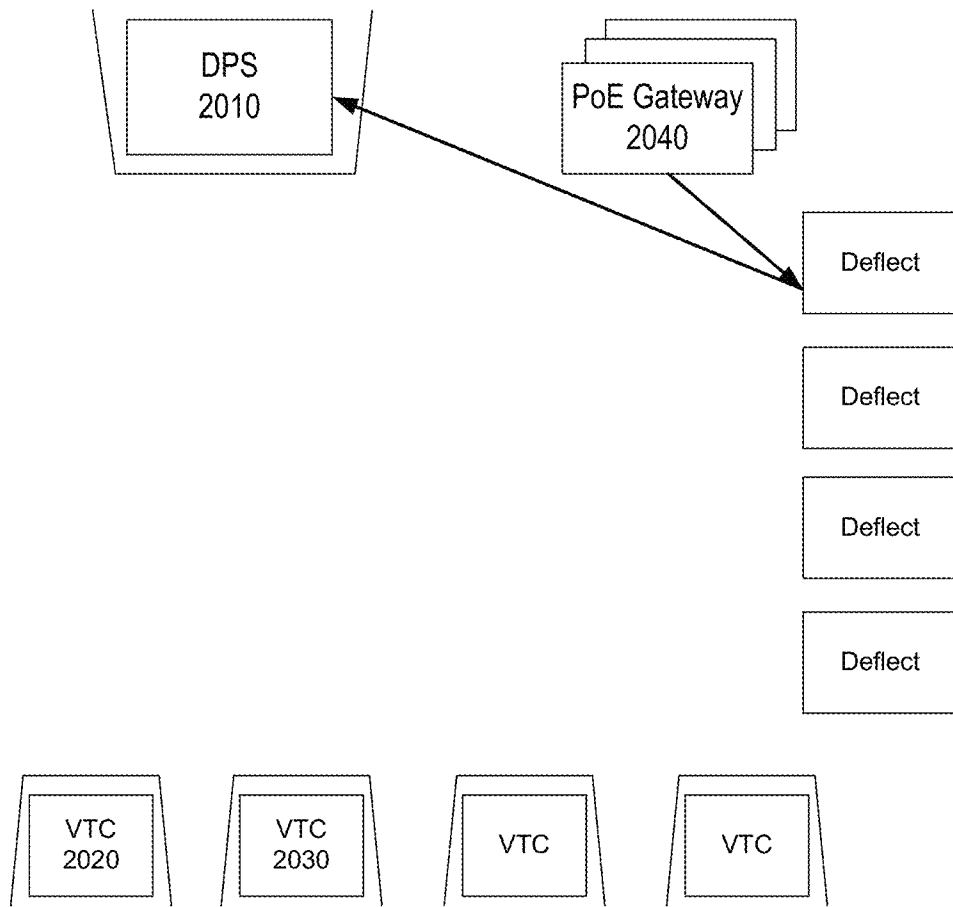 DPS
2010
PoE Gateway
2040
Deflect
Deflect
Deflect
Deflect
VTC
2020
VTC
2030
VTC
VTC